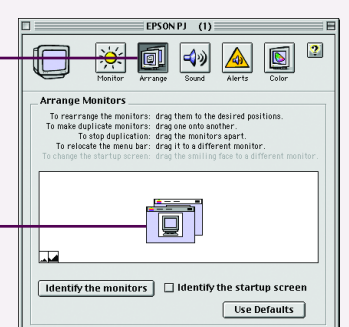 EPSON PJ (1)
Monitor Arrange Sound Alerts Color
?
Arrange Monitors
To rearrange the monitors: drag them to the desired positions.
To make duplicate monitors: drag one onto another.
To stop duplication: drag the monitors apart.
To relocate the menu bar: drag it to a different monitor.
To change the startup screen: drag the smiling face to a different monitor.
Identify the monitors Identify the startup screen
Use Defaults